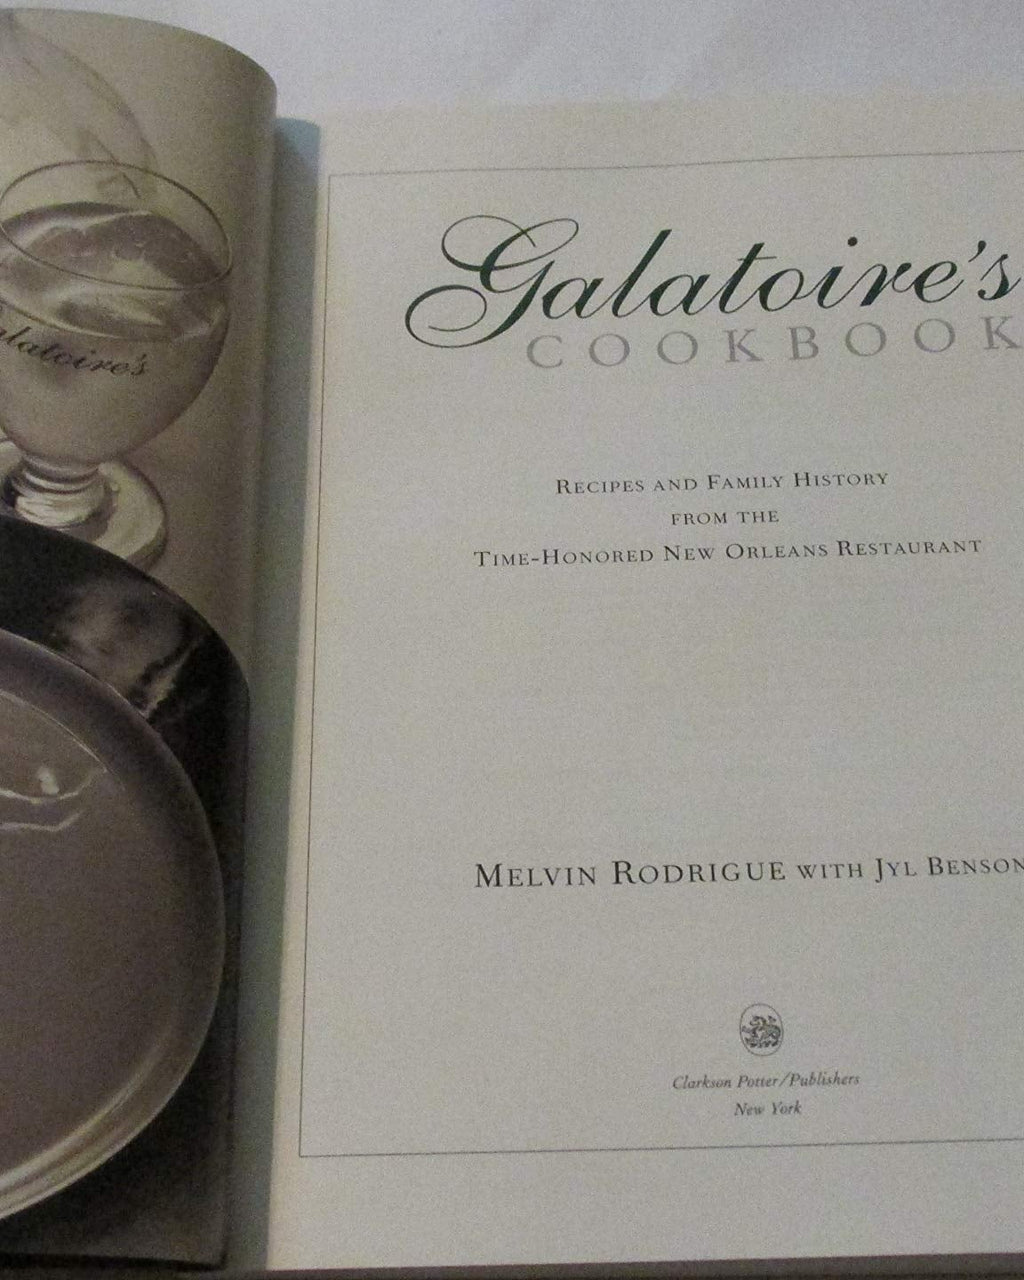 Galatoire's
Galatoire's
COOKBOOK
RECIPES AND FAMILY HISTORY
FROM THE
TIME-HONORED NEW ORLEANS RESTAURANT
MELVIN RODRIGUE WITH JYL BENSON
Clarkson Potter/Publishers
New York